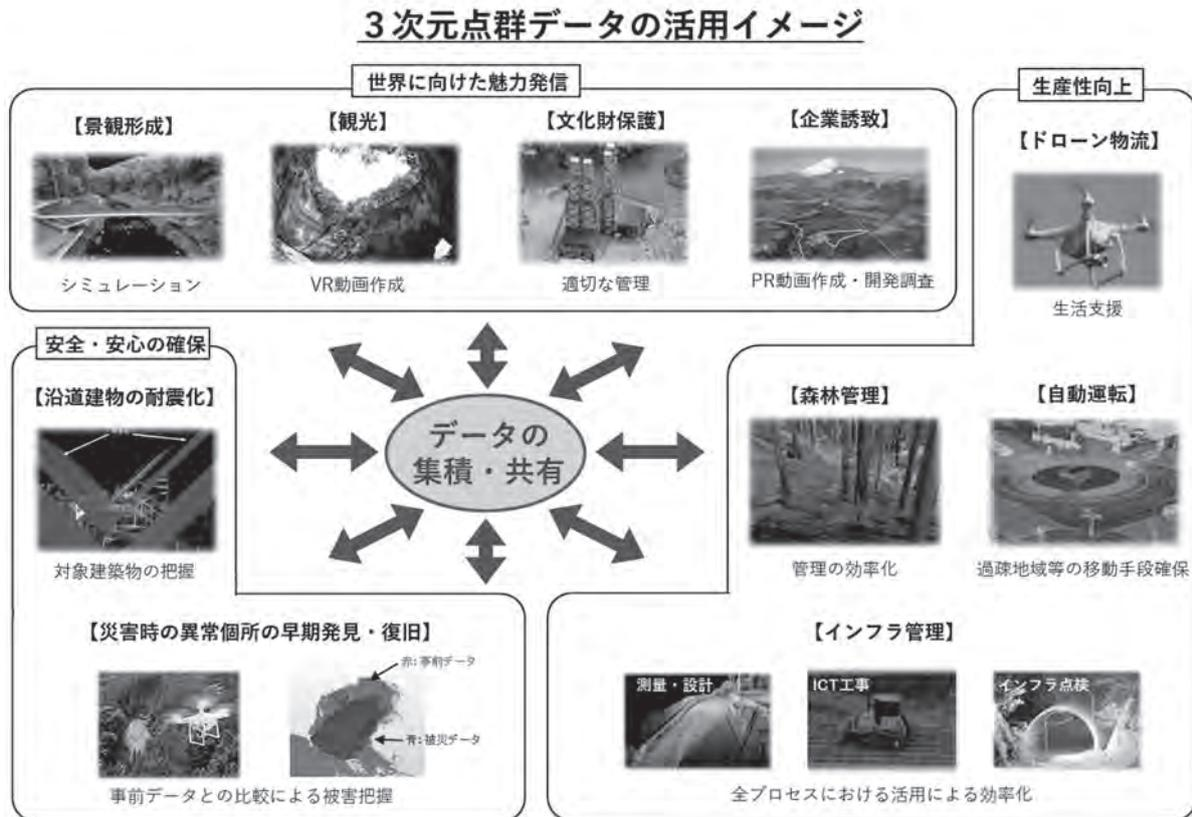 3次元点群データの活用イメージ
世界に向けた魅力発信
【景観形成】
シミュレーション
【観光】
VR動画作成
【文化財保護】
適切な管理
【企業誘致】
PR動画作成・開発調査
生産性向上
【ドローン物流】
生活支援
【森林管理】
管理の効率化
【自動運転】
過疎地域等の移動手段確保
【インフラ管理】
測量・設計
ICT工事
インフラ点検
全プロセスにおける活用による効率化
安全・安心の確保
【沿道建物の耐震化】
対象建築物の把握
【災害時の異常個所の早期発見・復旧】
赤：事前データ
青：被災データ
事前データとの比較による被害把握
データの
集積・共有